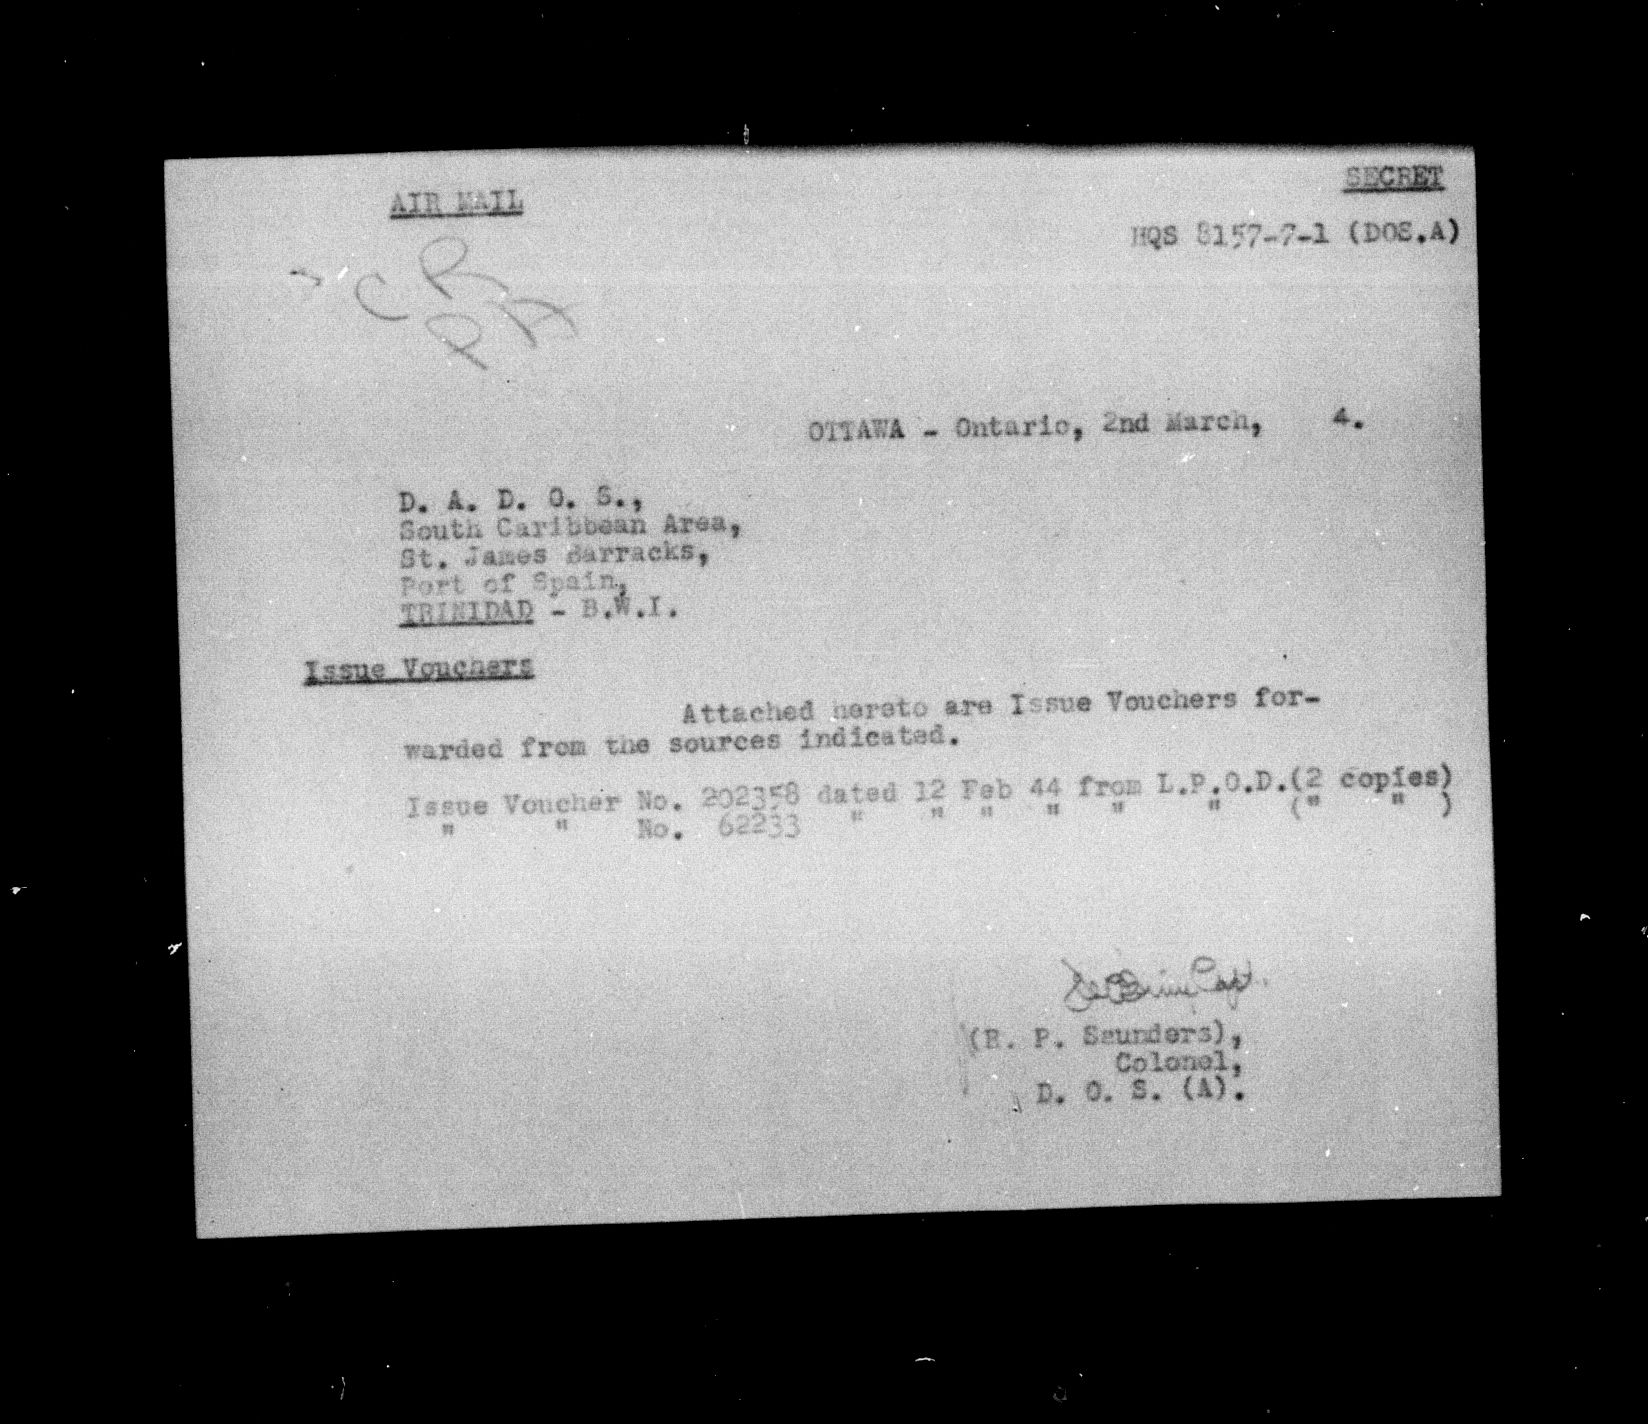 SECRET
AIR MAIL
HQS 8157-7-1 (DOS.A)
C R
P A
OTTAWA - Ontario, 2nd March, 4.
D. A. D. O. S.,
South Caribbean Area,
St. James Barracks,
Port of Spain,
TRINIDAD - B.W.I.
Issue Vouchers
Attached hereto are Issue Vouchers for-
warded from the sources indicated.
Issue Voucher No. 202358 dated 12 Feb 44 from L.P.O.D.(2 copies)
" " No. 62233 " " " " " " (" " )
Capt.
(R. P. Saunders),
Colonel,
D. O. S. (A).